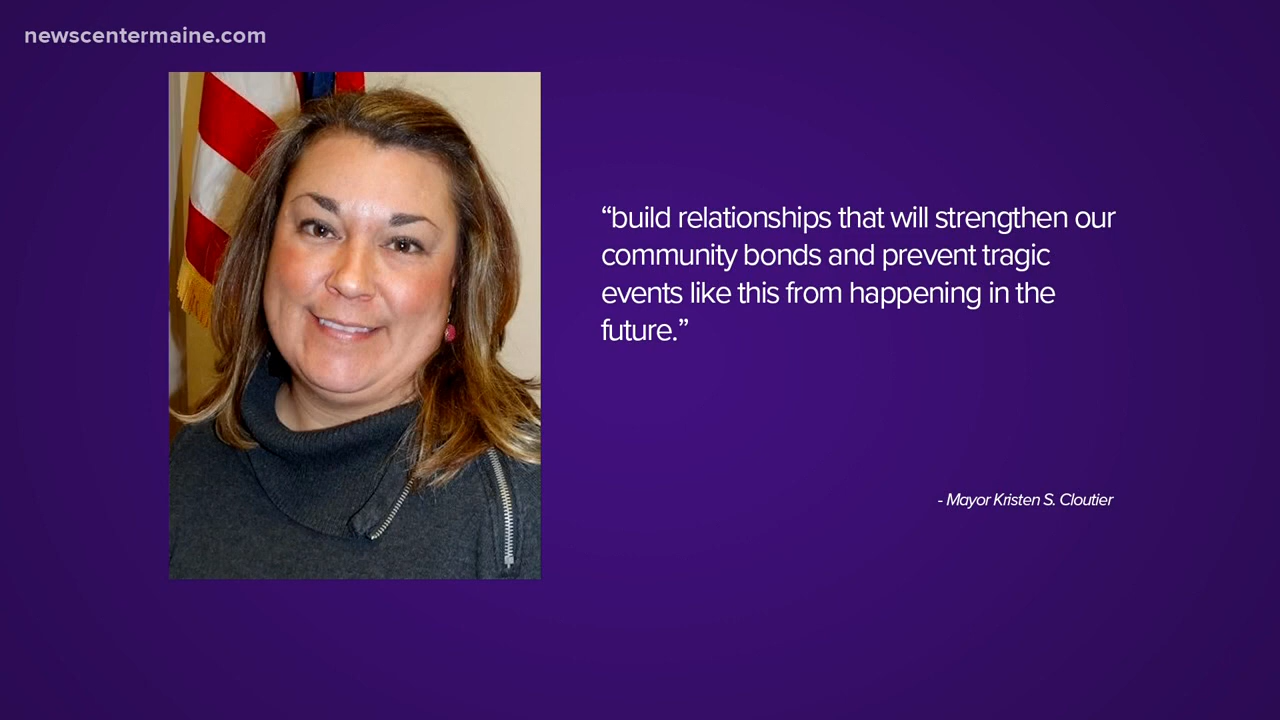 newscentermaine.com
“build relationships that will strengthen our
community bonds and prevent tragic
events like this from happening in the
future.”
- Mayor Kristen S. Cloutier